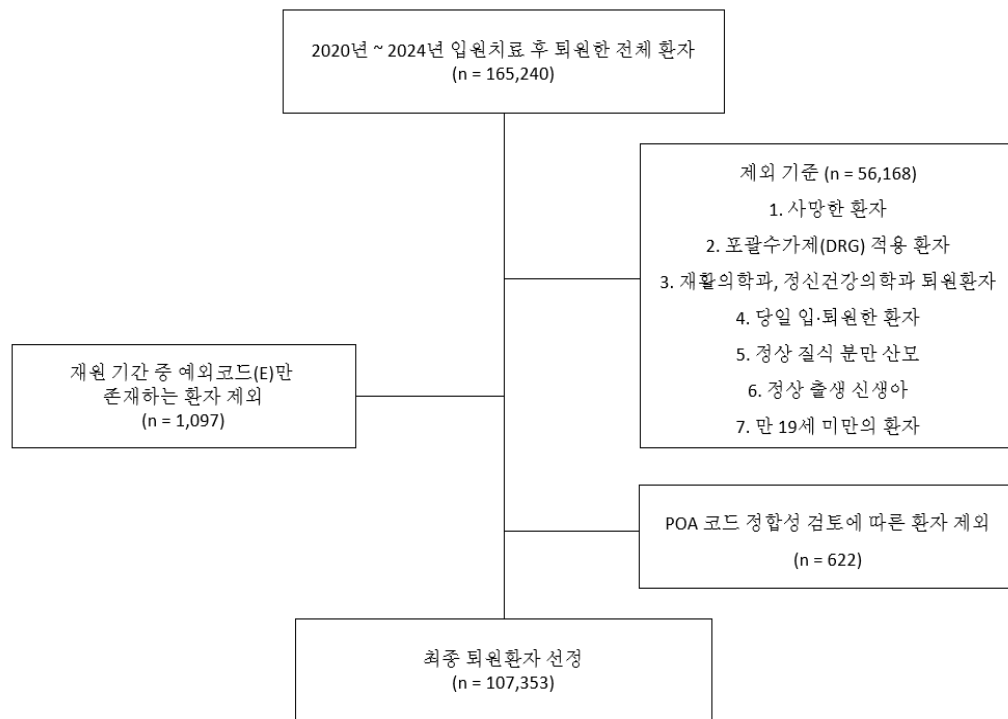 2020년 ~ 2024년 입원치료 후 퇴원한 전체 환자
(n = 165,240)
제외 기준 (n = 56,168)
1. 사망한 환자
2. 포괄수가제(DRG) 적용 환자
3. 재활의학과, 정신건강의학과 퇴원환자
4. 당일 입·퇴원한 환자
5. 정상 질식 분만 산모
6. 정상 출생 신생아
7. 만 19세 미만의 환자
재원 기간 중 예외코드(E)만
존재하는 환자 제외
(n = 1,097)
POA 코드 정합성 검토에 따른 환자 제외
(n = 622)
최종 퇴원환자 선정
(n = 107,353)